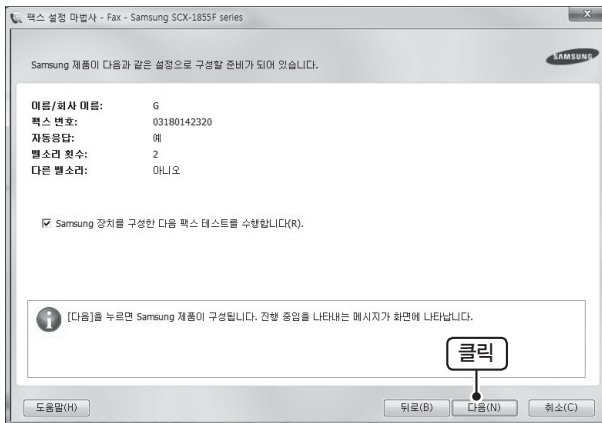 팩스 설정 마법사 - Fax - Samsung SCX-1855F series
Samsung 제품이 다음과 같은 설정으로 구성할 준비가 되어 있습니다.
SAMSUNG
이름/회사 이름: G
팩스 번호: 03180142320
자동응답: 예
벨소리 횟수: 2
다른 벨소리: 아니오
Samsung 장치를 구성한 다음 팩스 테스트를 수행합니다(R).
[다음]을 누르면 Samsung 제품이 구성됩니다. 진행 중임을 나타내는 메시지가 화면에 나타납니다.
클릭
도움말(H) 뒤로(B) 다음(N) 취소(C)